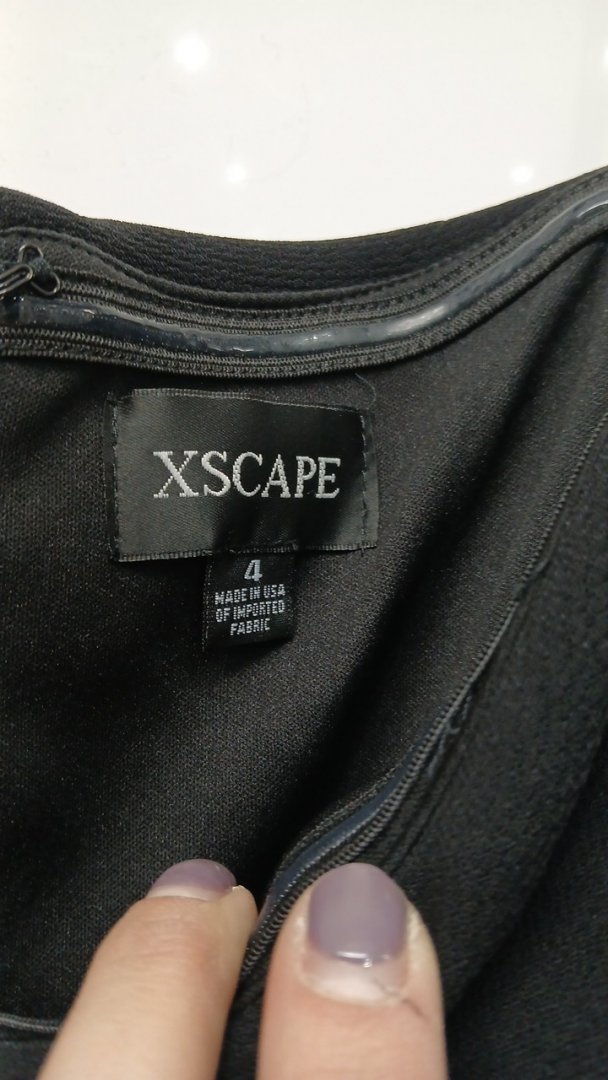 XSCAPE
4
MADE IN USA
OF IMPORTED
FABRIC